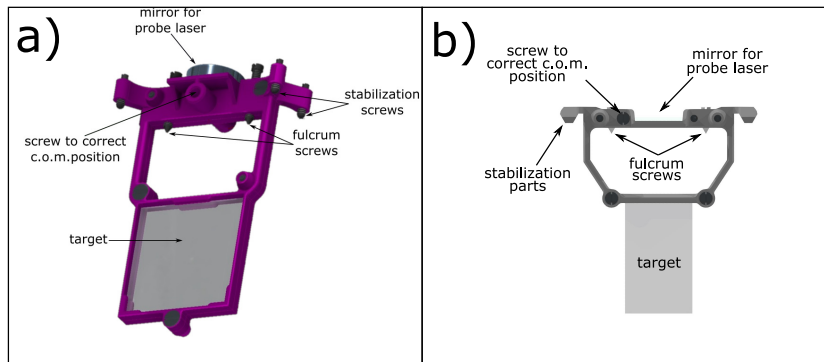 a)
mirror for
probe laser
stabilization
screws
screw to correct
c.o.m.position
fulcrum
screws
target
b)
screw to
correct c.o.m.
position
mirror for
probe laser
stabilization
parts
fulcrum
screws
target